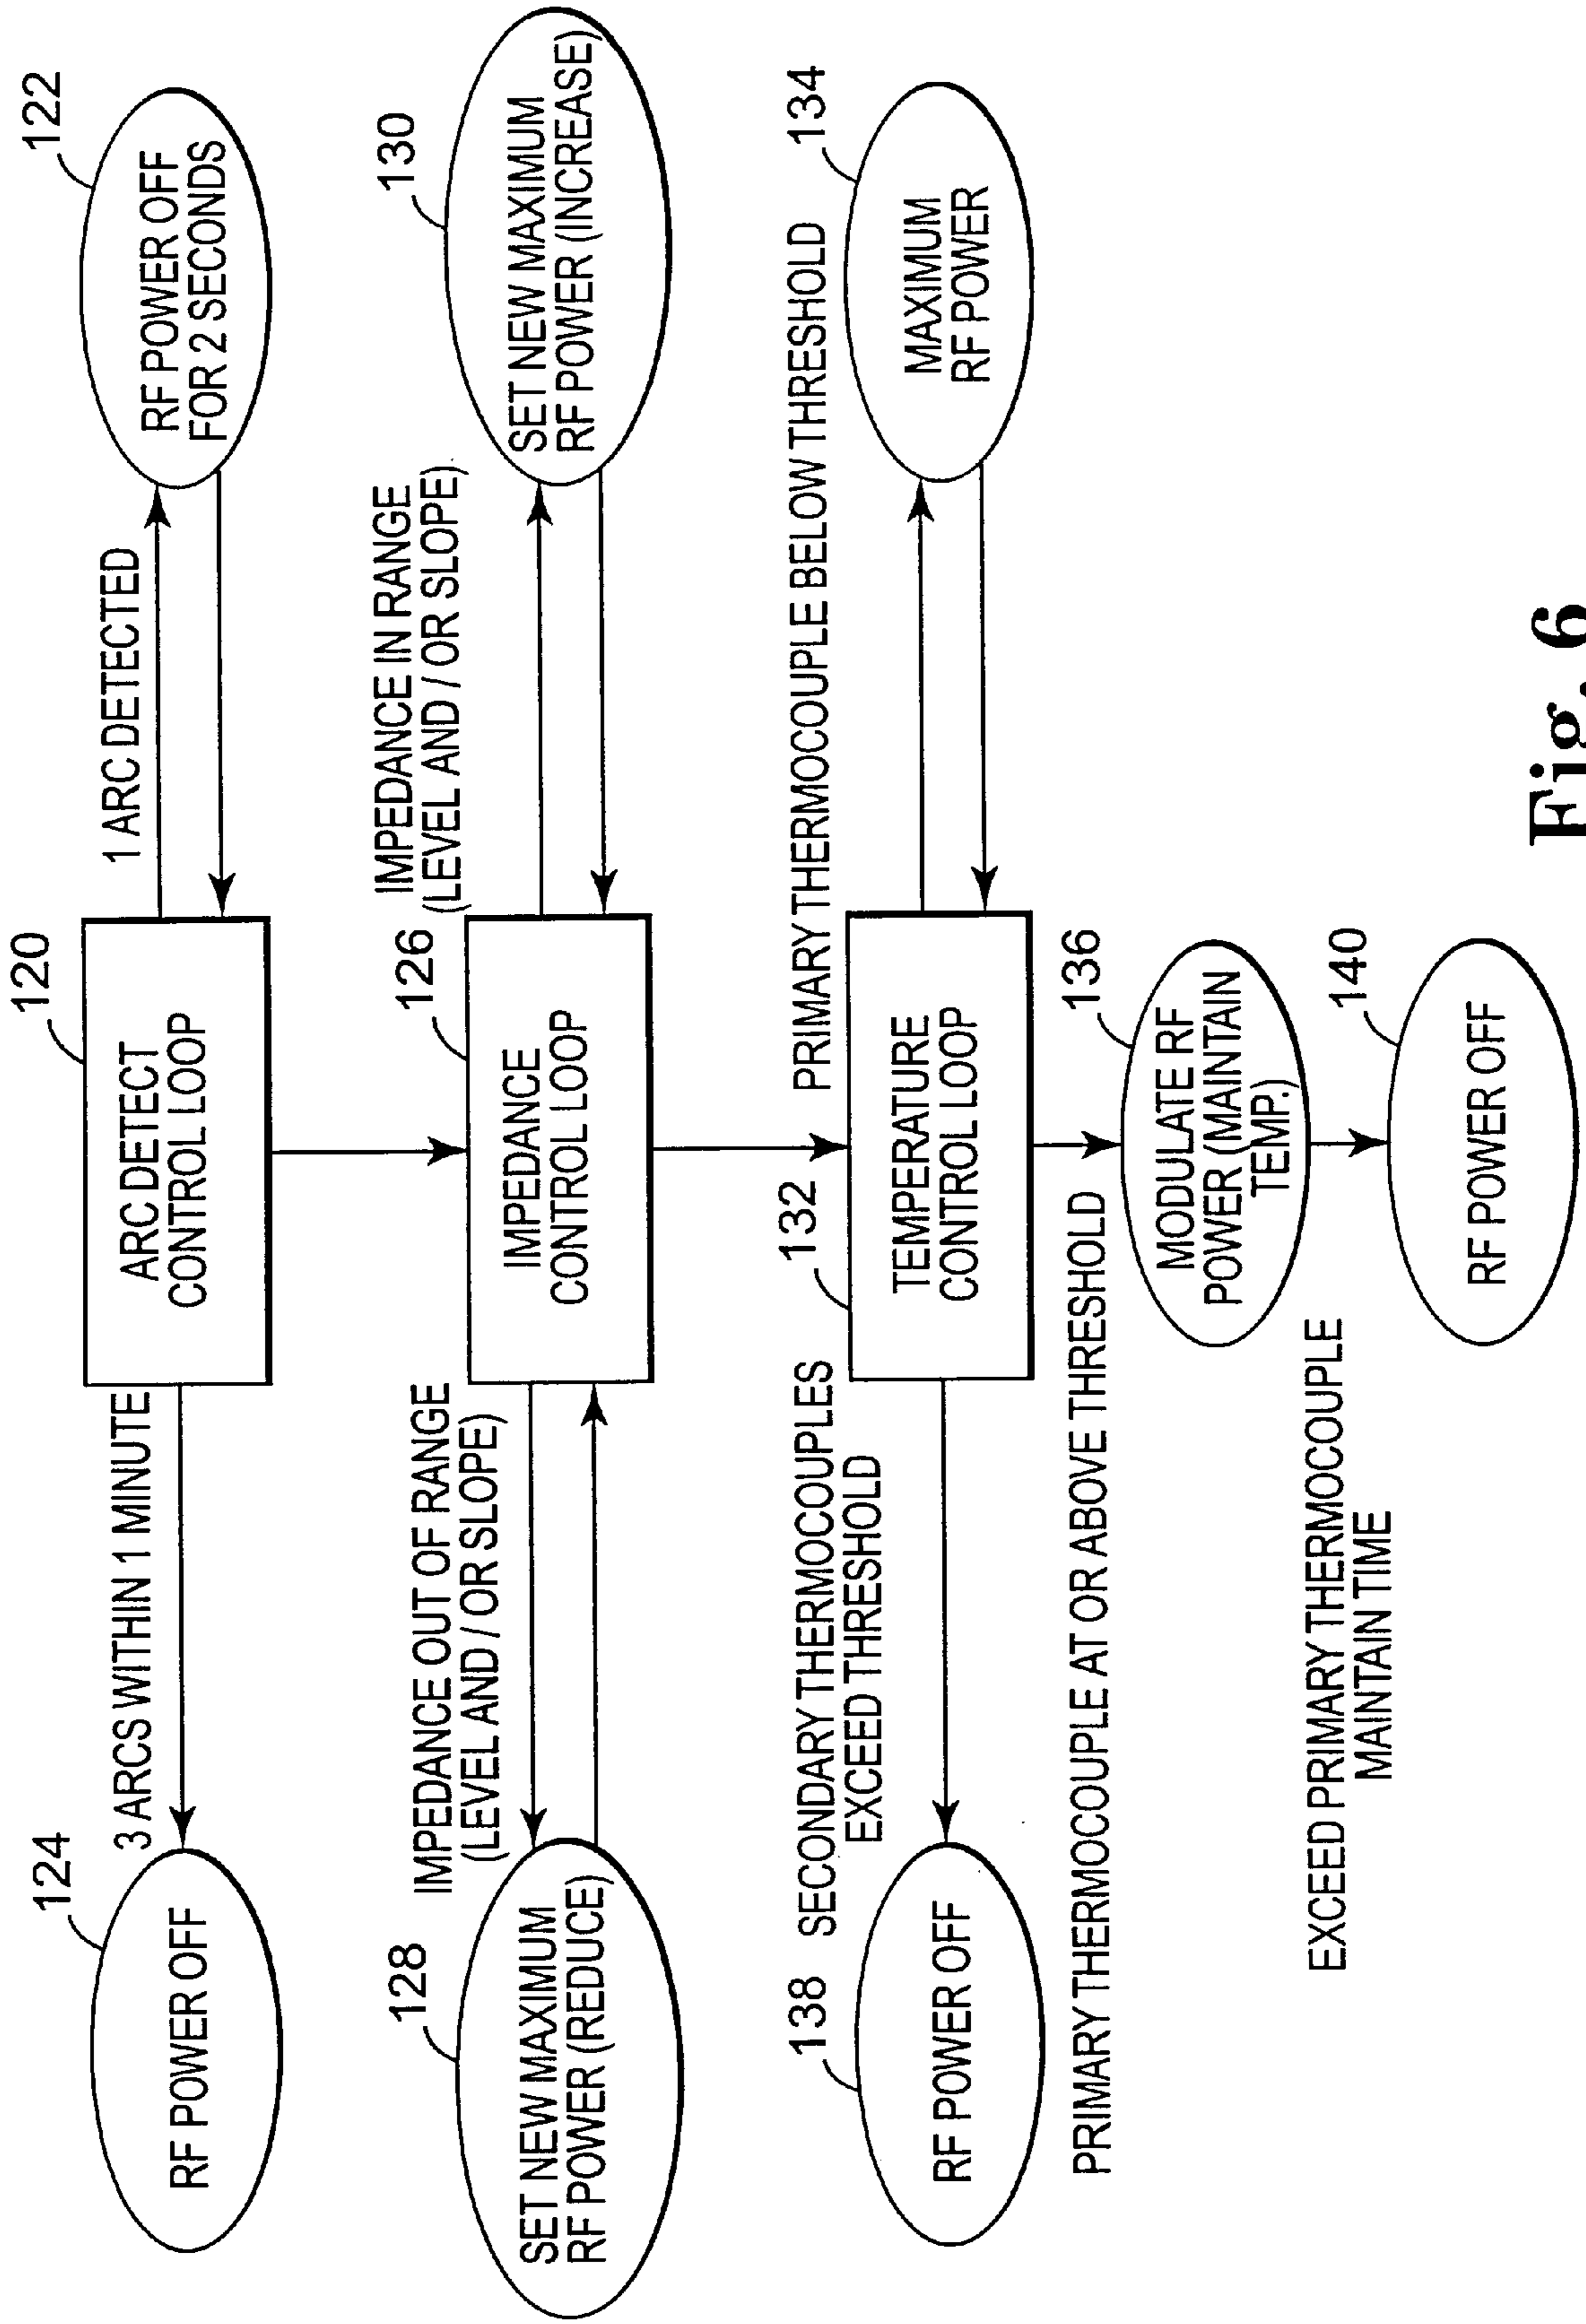 124
3 ARCS WITHIN 1 MINUTE
120
1 ARC DETECTED
122
RF POWER OFF
ARC DETECT
CONTROL LOOP
RF POWER OFF
FOR 2 SECONDS
128
IMPEDANCE OUT OF RANGE
(LEVEL AND / OR SLOPE)
126
IMPEDANCE IN RANGE
(LEVEL AND / OR SLOPE)
130
SET NEW MAXIMUM
RF POWER (REDUCE)
IMPEDANCE
CONTROL LOOP
SET NEW MAXIMUM
RF POWER (INCREASE)
138
SECONDARY THERMOCOUPLES
EXCEED THRESHOLD
132
PRIMARY THERMOCOUPLE BELOW THRESHOLD
134
RF POWER OFF
TEMPERATURE
CONTROL LOOP
MAXIMUM
RF POWER
PRIMARY THERMOCOUPLE AT OR ABOVE THRESHOLD
136
MODULATE RF
POWER (MAINTAIN
TEMP.)
EXCEED PRIMARY THERMOCOUPLE
MAINTAIN TIME
140
RF POWER OFF
Fig. 6